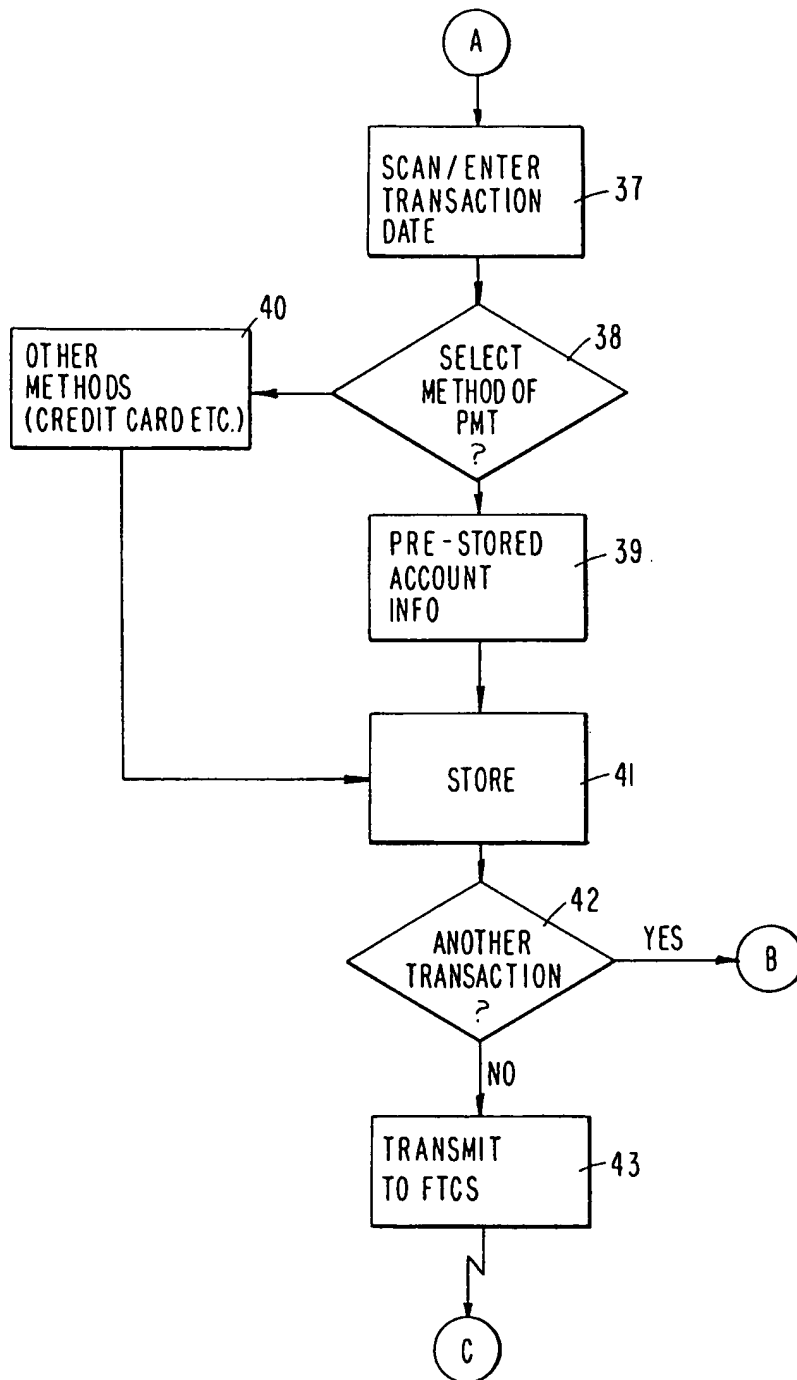 A
SCAN/ENTER
TRANSACTION
DATE
37
38
SELECT
METHOD OF
PMT
?
40
OTHER
METHODS
(CREDIT CARD ETC.)
PRE-STORED
ACCOUNT
INFO
39
STORE
41
42
ANOTHER
TRANSACTION
?
YES
B
NO
TRANSMIT
TO FTCS
43
C